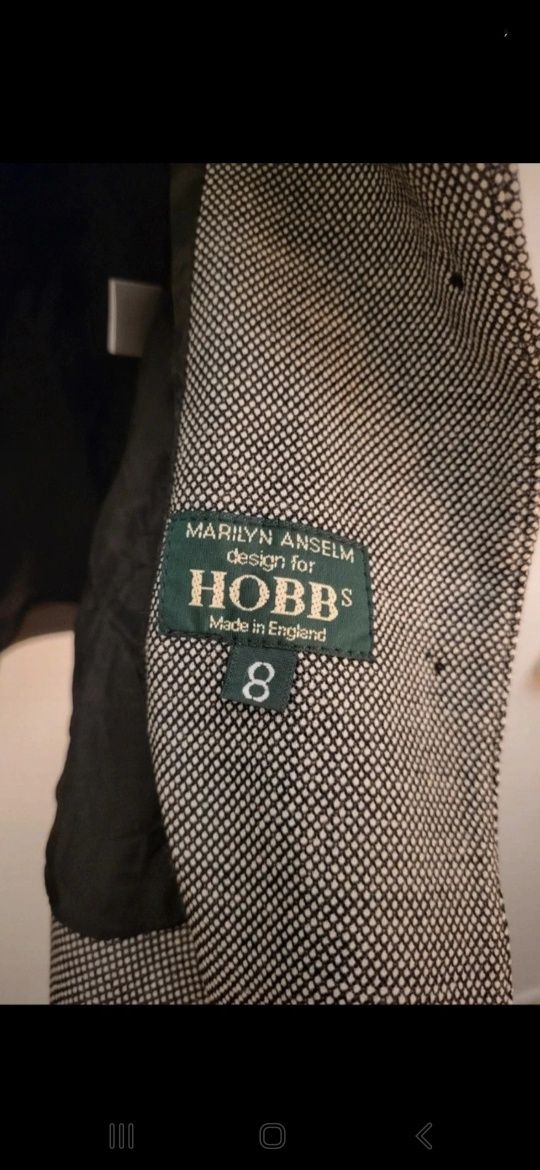 MARILYN ANSELM
design for
HOBBS
Made in England
8